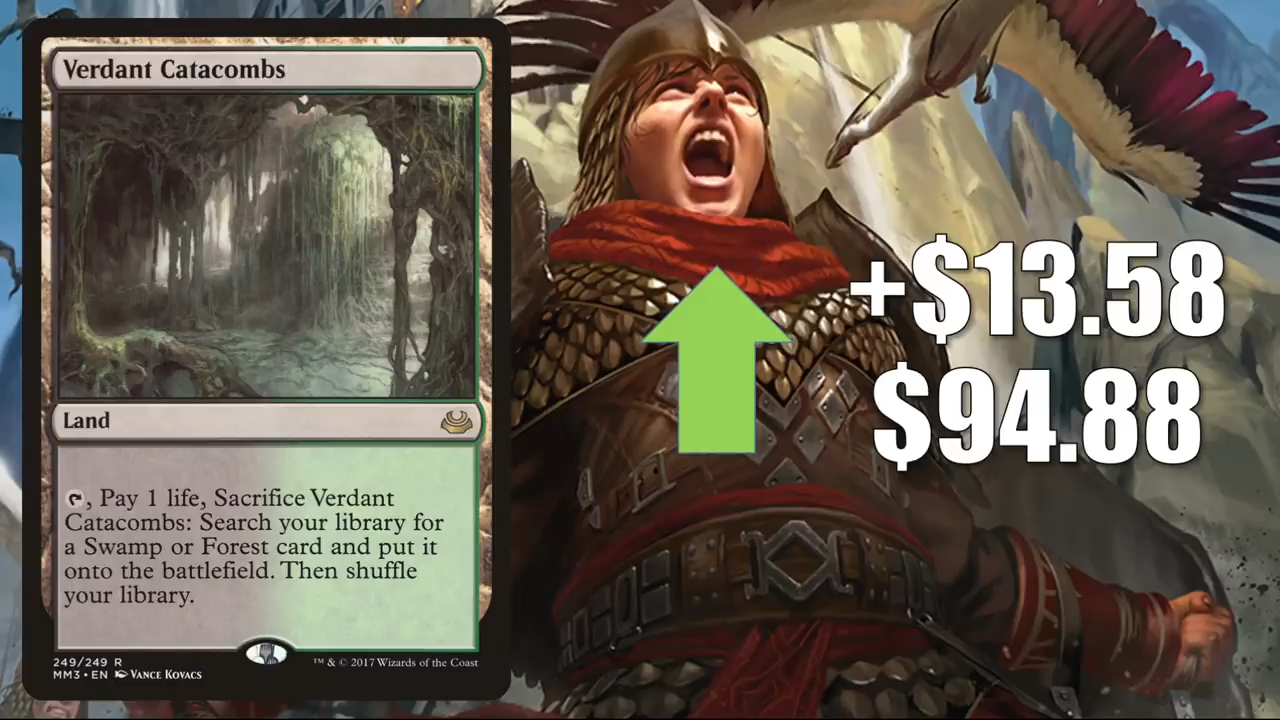 Verdant Catacombs
Land
, Pay 1 life, Sacrifice Verdant
Catacombs: Search your library for
a Swamp or Forest card and put it
onto the battlefield. Then shuffle
your library.
249/249 R
MM3 • EN Vance Kovacs
™ & © 2017 Wizards of the Coast
+$13.58
$94.88